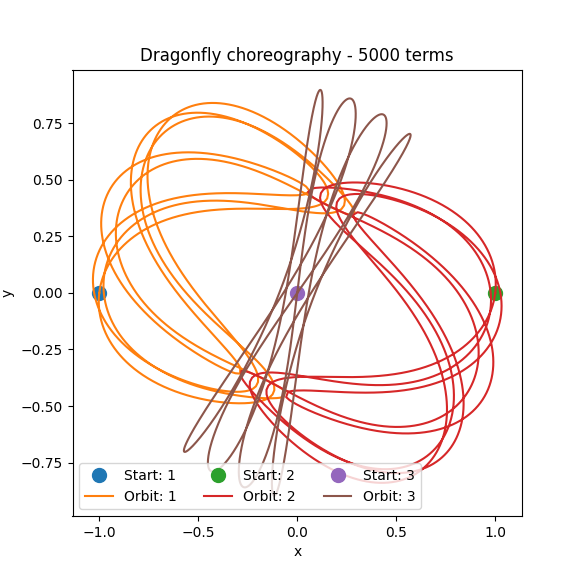 Dragonfly choreography - 5000 terms
y
0.75
0.50
0.25
0.00
−0.25
−0.50
−0.75
Start: 1 Start: 2 Start: 3
Orbit: 1 Orbit: 2 Orbit: 3
−1.0 −0.5 0.0 0.5 1.0
x